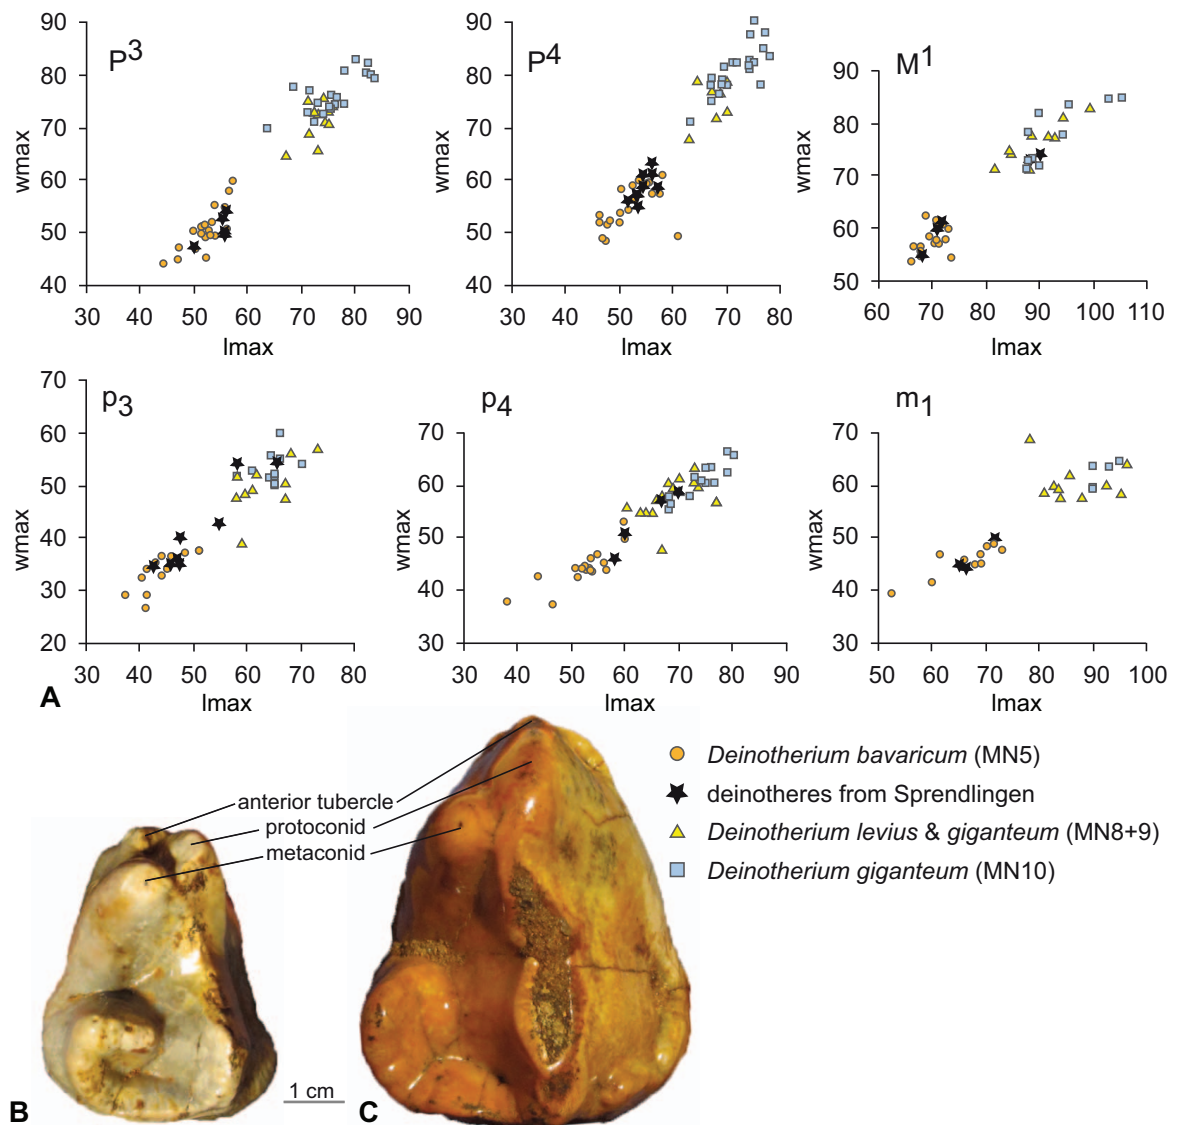 P3
wmax
90
80
70
60
50
40
30 40 50 60 70 80 90
lmax
P4
wmax
90
80
70
60
50
40
30 40 50 60 70 80
lmax
M1
wmax
90
80
70
60
50
60 70 80 90 100 110
lmax
p3
wmax
70
60
50
40
30
20
30 40 50 60 70 80 90
lmax
p4
wmax
70
60
50
40
30
30 40 50 60 70 80 90
lmax
m1
wmax
70
60
50
40
30
50 60 70 80 90 100
lmax
A
anterior tubercle
protoconid
metaconid
Deinotherium bavaricum (MN5)
deinotheres from Sprendlingen
Deinotherium levius & giganteum (MN8+9)
Deinotherium giganteum (MN10)
B
1 cm
C